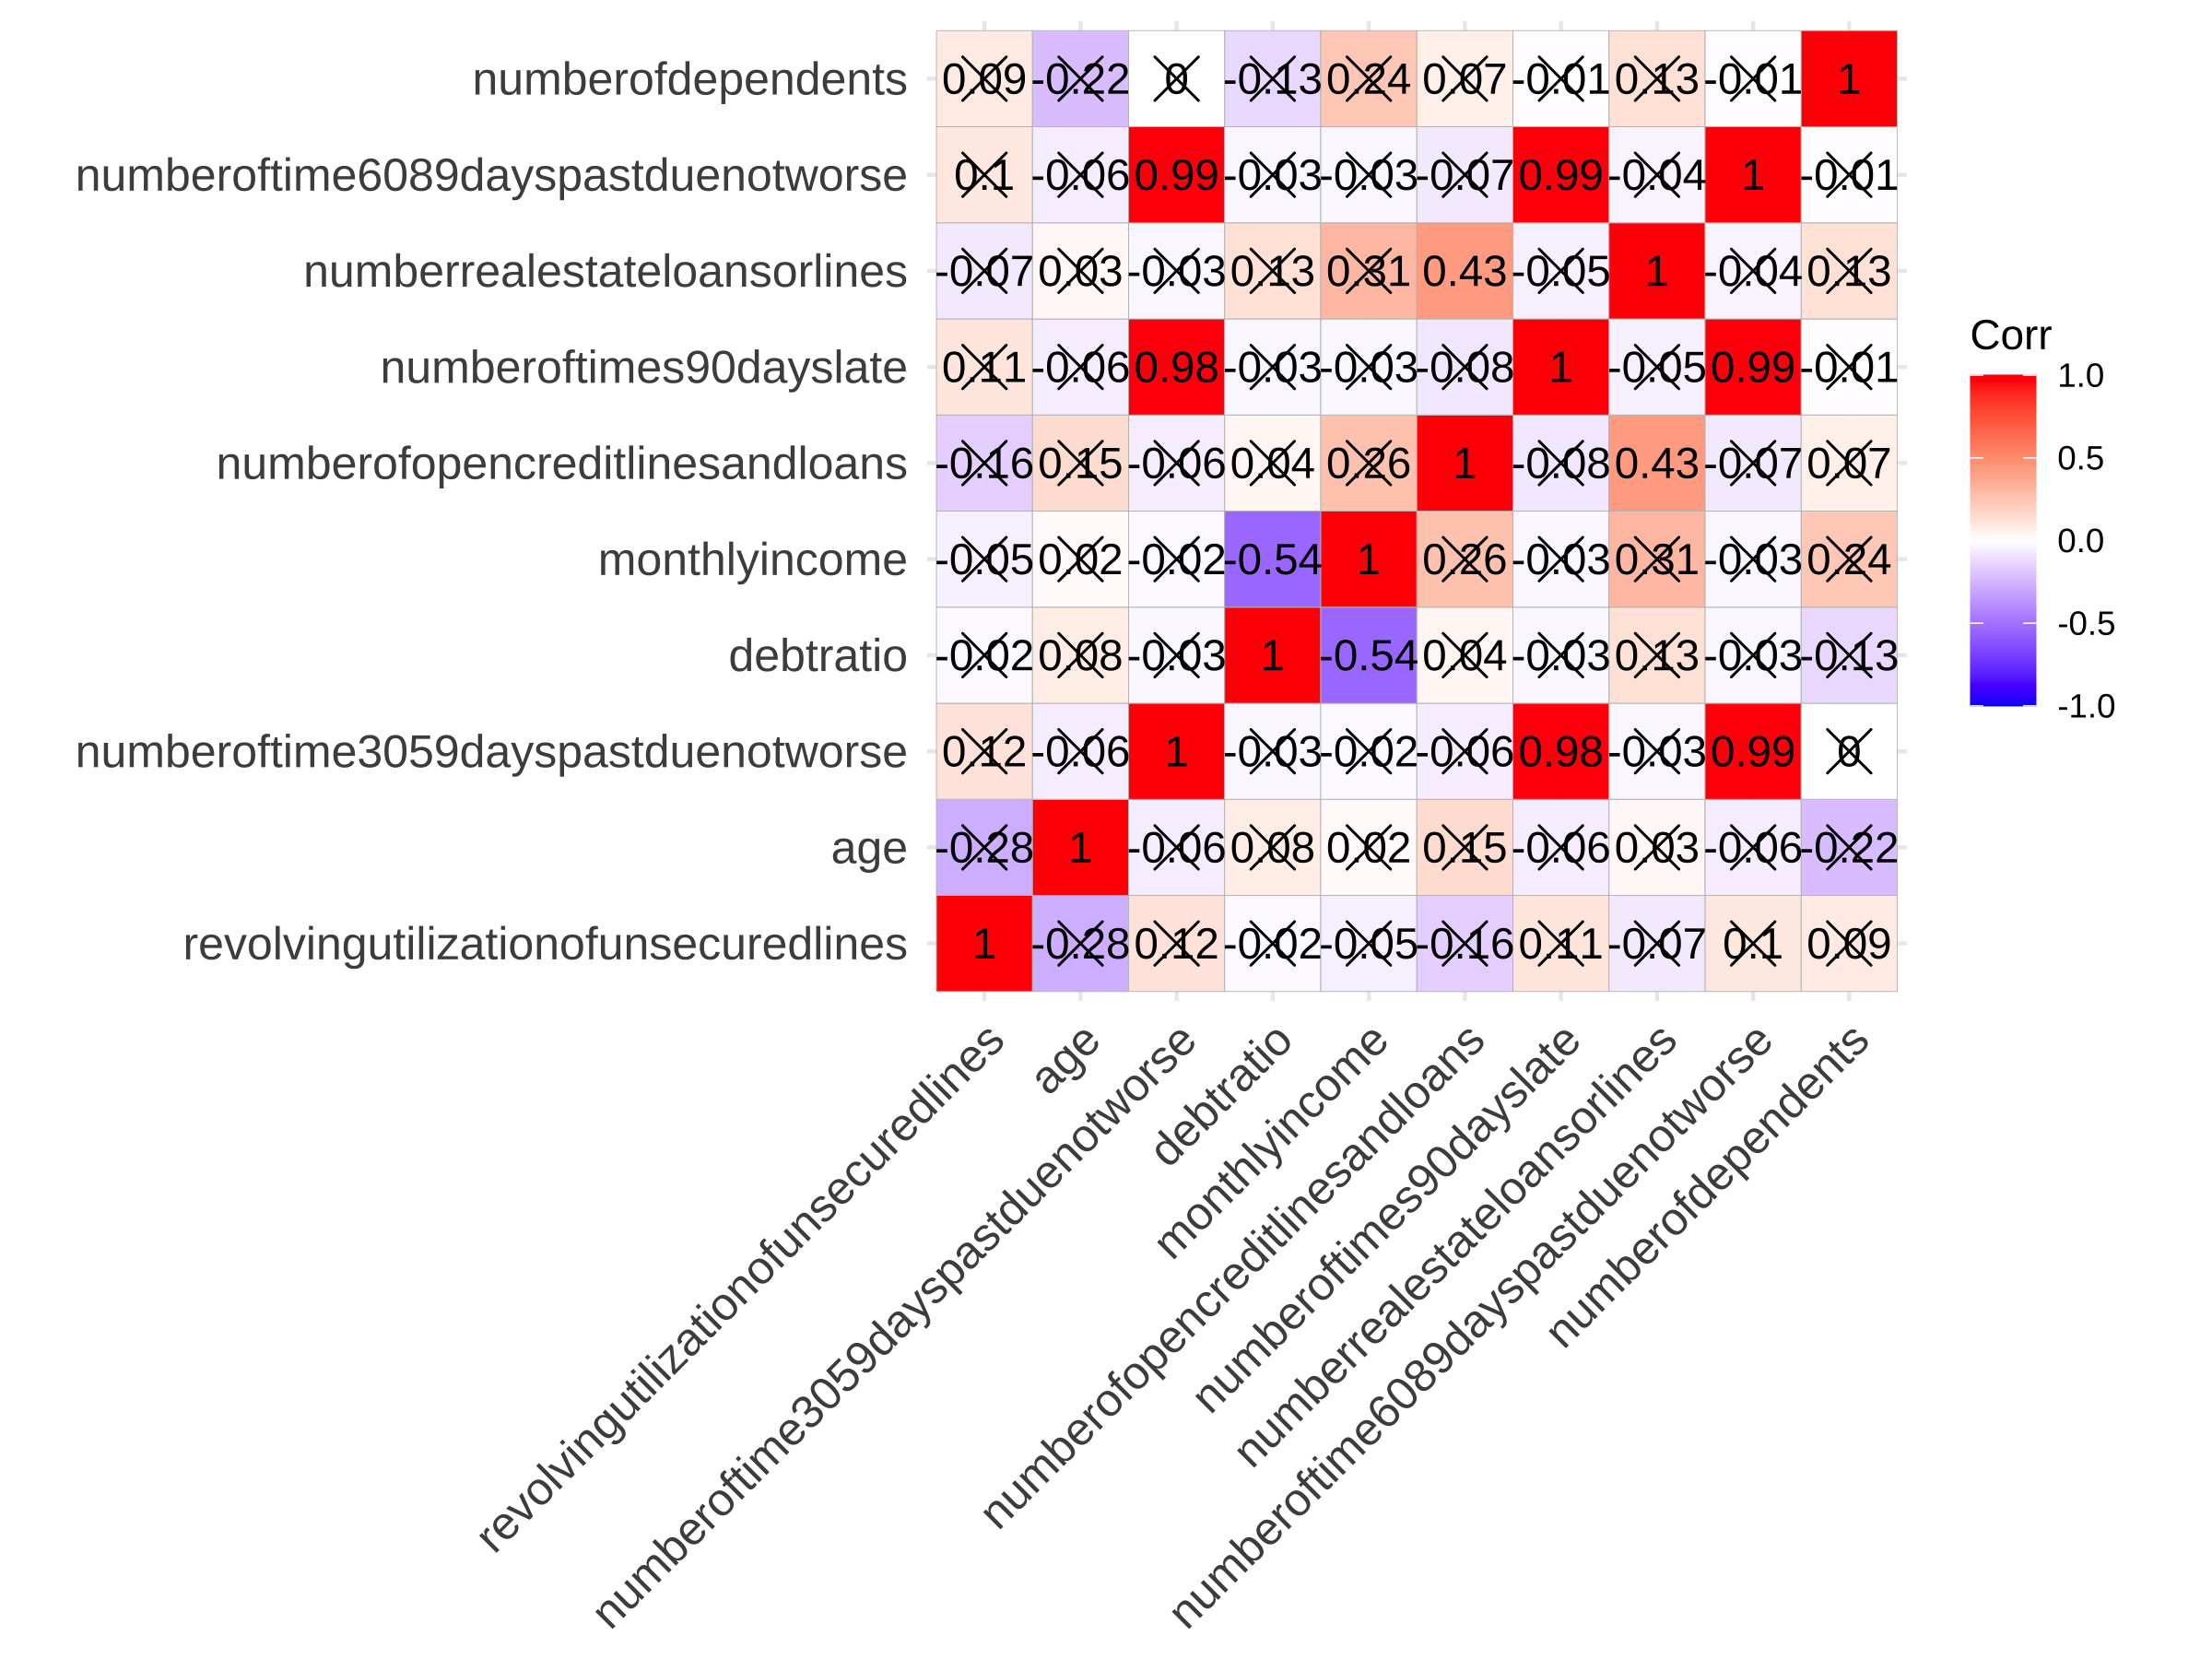 numberofdependents 0.09 -0.22 0 -0.13 0.24 0.07 -0.01 0.13 -0.01 1
numberoftime6089dayspastduenotworse 0.1 -0.06 0.99 -0.03 -0.03 -0.07 0.99 -0.04 1 -0.01
numberrealestateloansorlines -0.07 0.03 -0.03 0.13 0.31 0.43 -0.05 1 -0.04 0.13
numberoftimes90dayslate 0.11 -0.06 0.98 -0.03 -0.03 -0.08 1 -0.05 0.99 -0.01
numberofopencreditlinesandloans -0.16 0.15 -0.06 0.04 0.26 1 -0.08 0.43 -0.07 0.07
monthlyincome -0.05 0.02 -0.02 -0.54 1 0.26 -0.03 0.31 -0.03 0.24
debtratio -0.02 0.08 -0.03 1 -0.54 0.04 -0.03 0.13 -0.03 -0.13
numberoftime3059dayspastduenotworse 0.12 -0.06 1 -0.03 -0.02 -0.06 0.98 -0.03 0.99 0
age -0.28 1 -0.06 0.08 0.02 0.15 -0.06 0.03 -0.06 -0.22
revolvingutilizationofunsecuredlines 1 -0.28 0.12 -0.02 -0.05 -0.16 0.11 -0.07 0.1 0.09
revolvingutilizationofunsecuredlines
age
numberoftime3059dayspastduenotworse
debtratio
monthlyincome
numberofopencreditlinesandloans
numberoftimes90dayslate
numberrealestateloansorlines
numberoftime6089dayspastduenotworse
numberofdependents
Corr
1.0
0.5
0.0
-0.5
-1.0